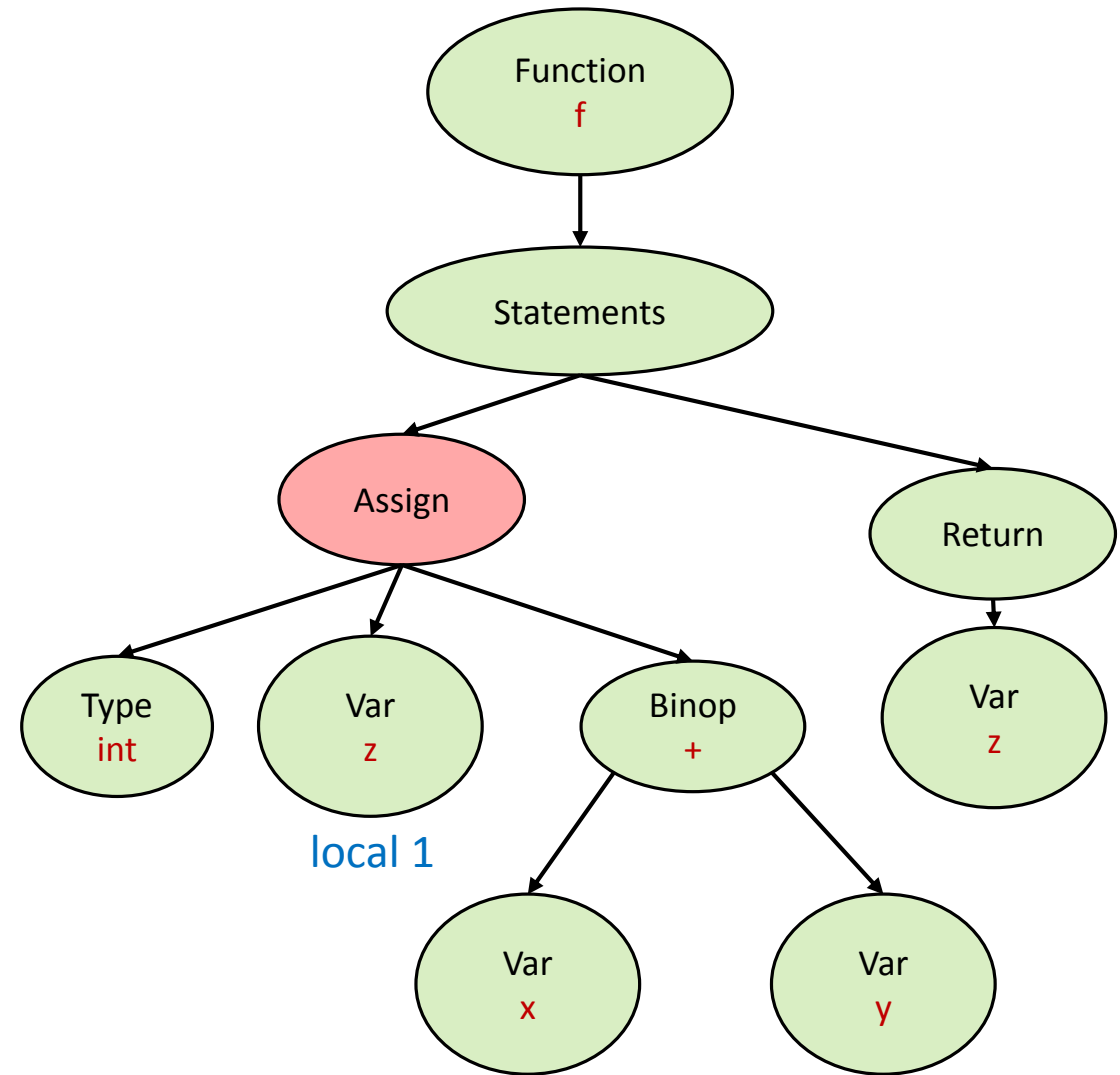 Function
f
Statements
Assign
Return
Type
int
Var
z
Binop
+
Var
z
local 1
Var
x
Var
y